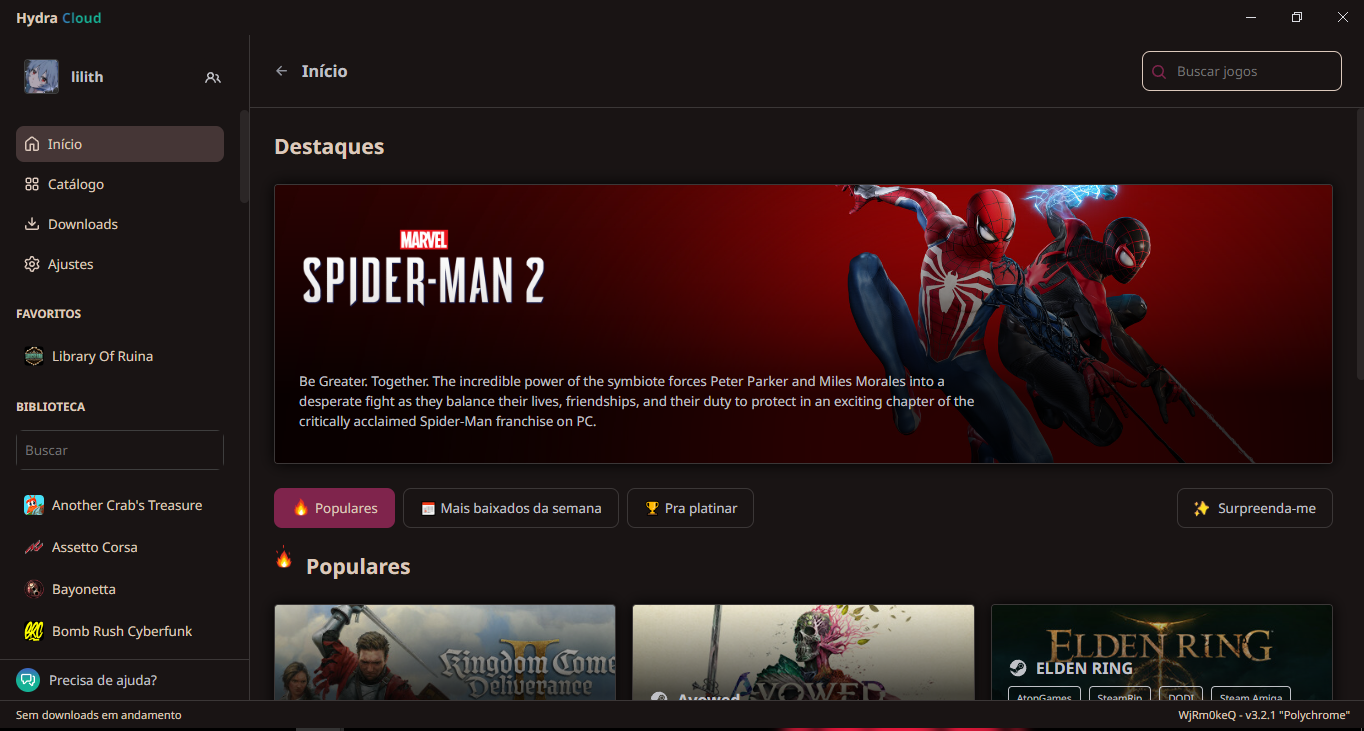 Hydra Cloud
lilith
Início
Catálogo
Downloads
Ajustes
FAVORITOS
Library Of Ruina
BIBLIOTECA
Buscar
Another Crab's Treasure
Assetto Corsa
Bayonetta
Bomb Rush Cyberfunk
Precisa de ajuda?
Início
Buscar jogos
Destaques
MARVEL
SPIDER-MAN 2
Be Greater. Together. The incredible power of the symbiote forces Peter Parker and Miles Morales into a
desperate fight as they balance their lives, friendships, and their duty to protect in an exciting chapter of the
critically acclaimed Spider-Man franchise on PC.
Populares
Mais baixados da semana
Pra platinar
Surpreenda-me
Populares
Kingdom Come
Deliverance
II
AVOWED
Avowed
ELDEN RING
ELDEN RING
AtopGames
SteamRip
DODI
Steam Amiga
Sem downloads em andamento
WjRm0keQ - v3.2.1 "Polychrome"